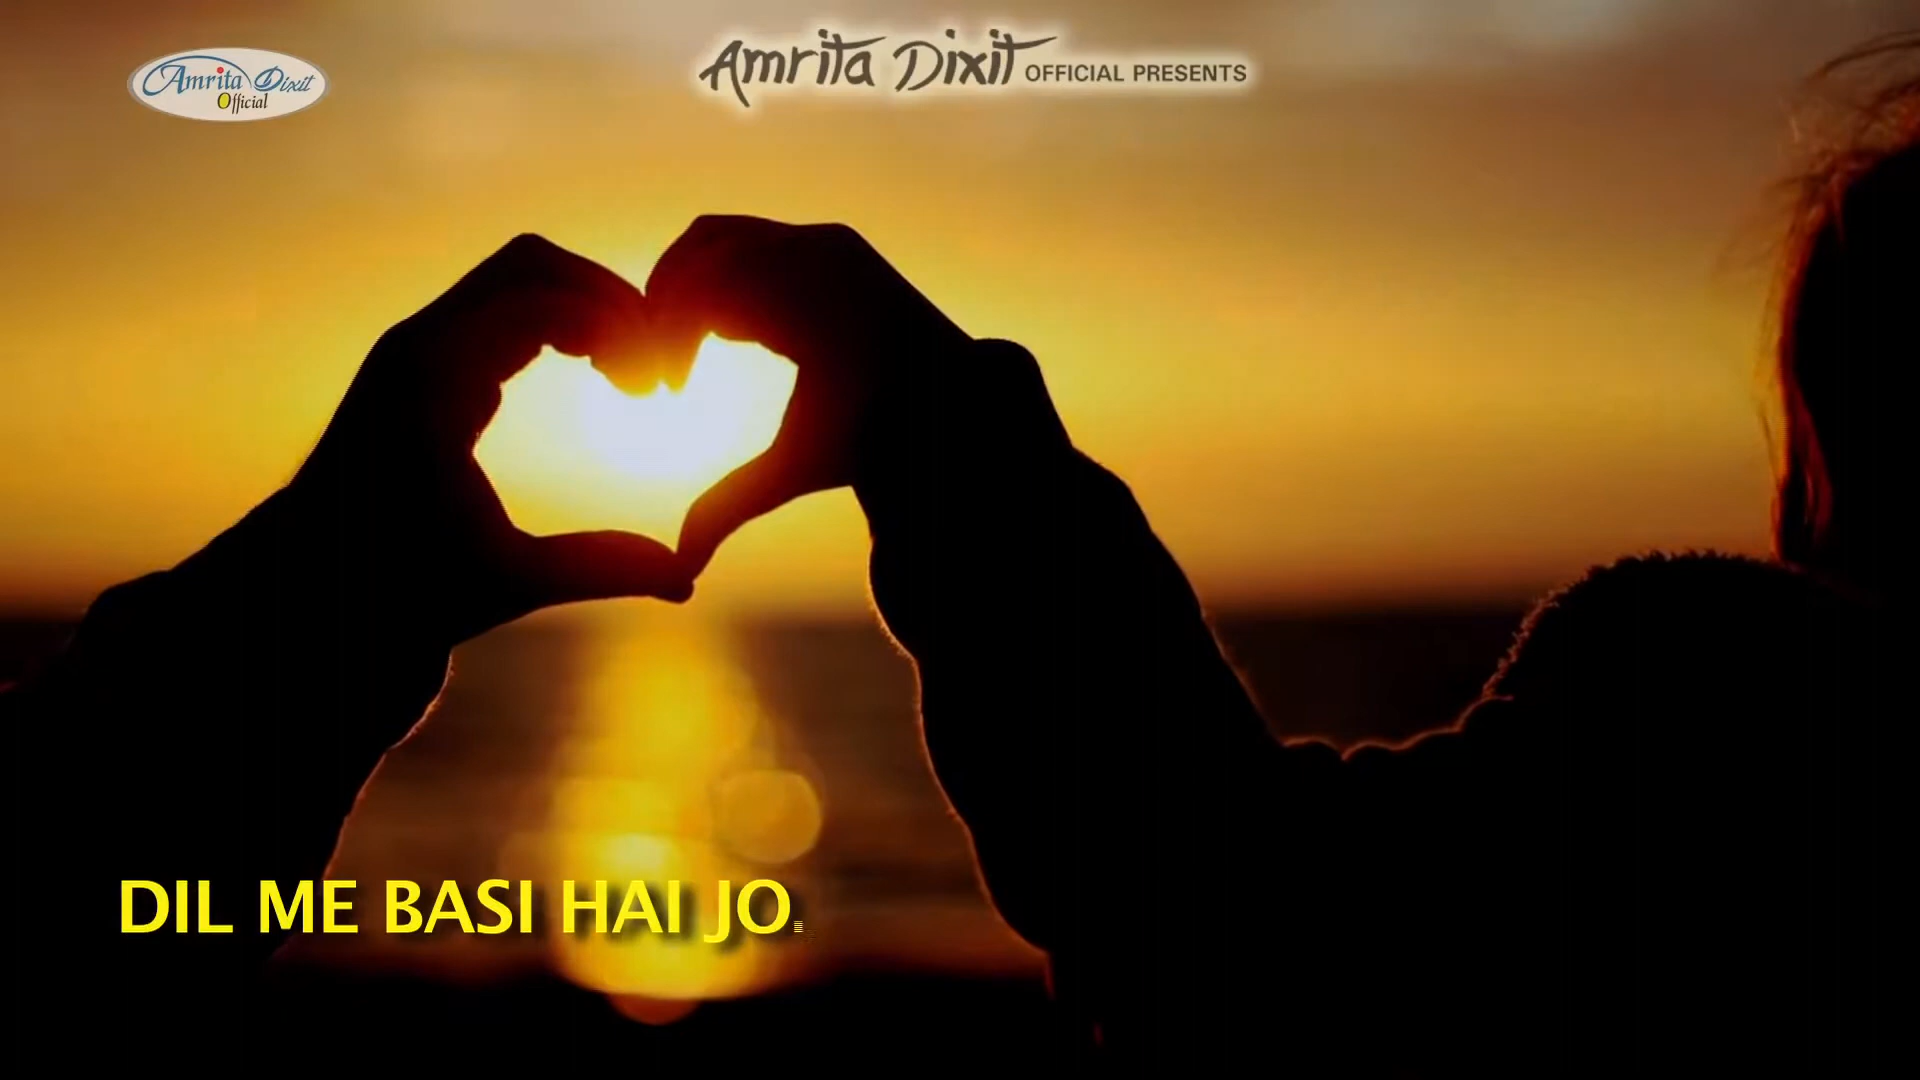 Amrita Dixit
Official
Amrita Dixit OFFICIAL PRESENTS
DIL ME BASI HAI JO.